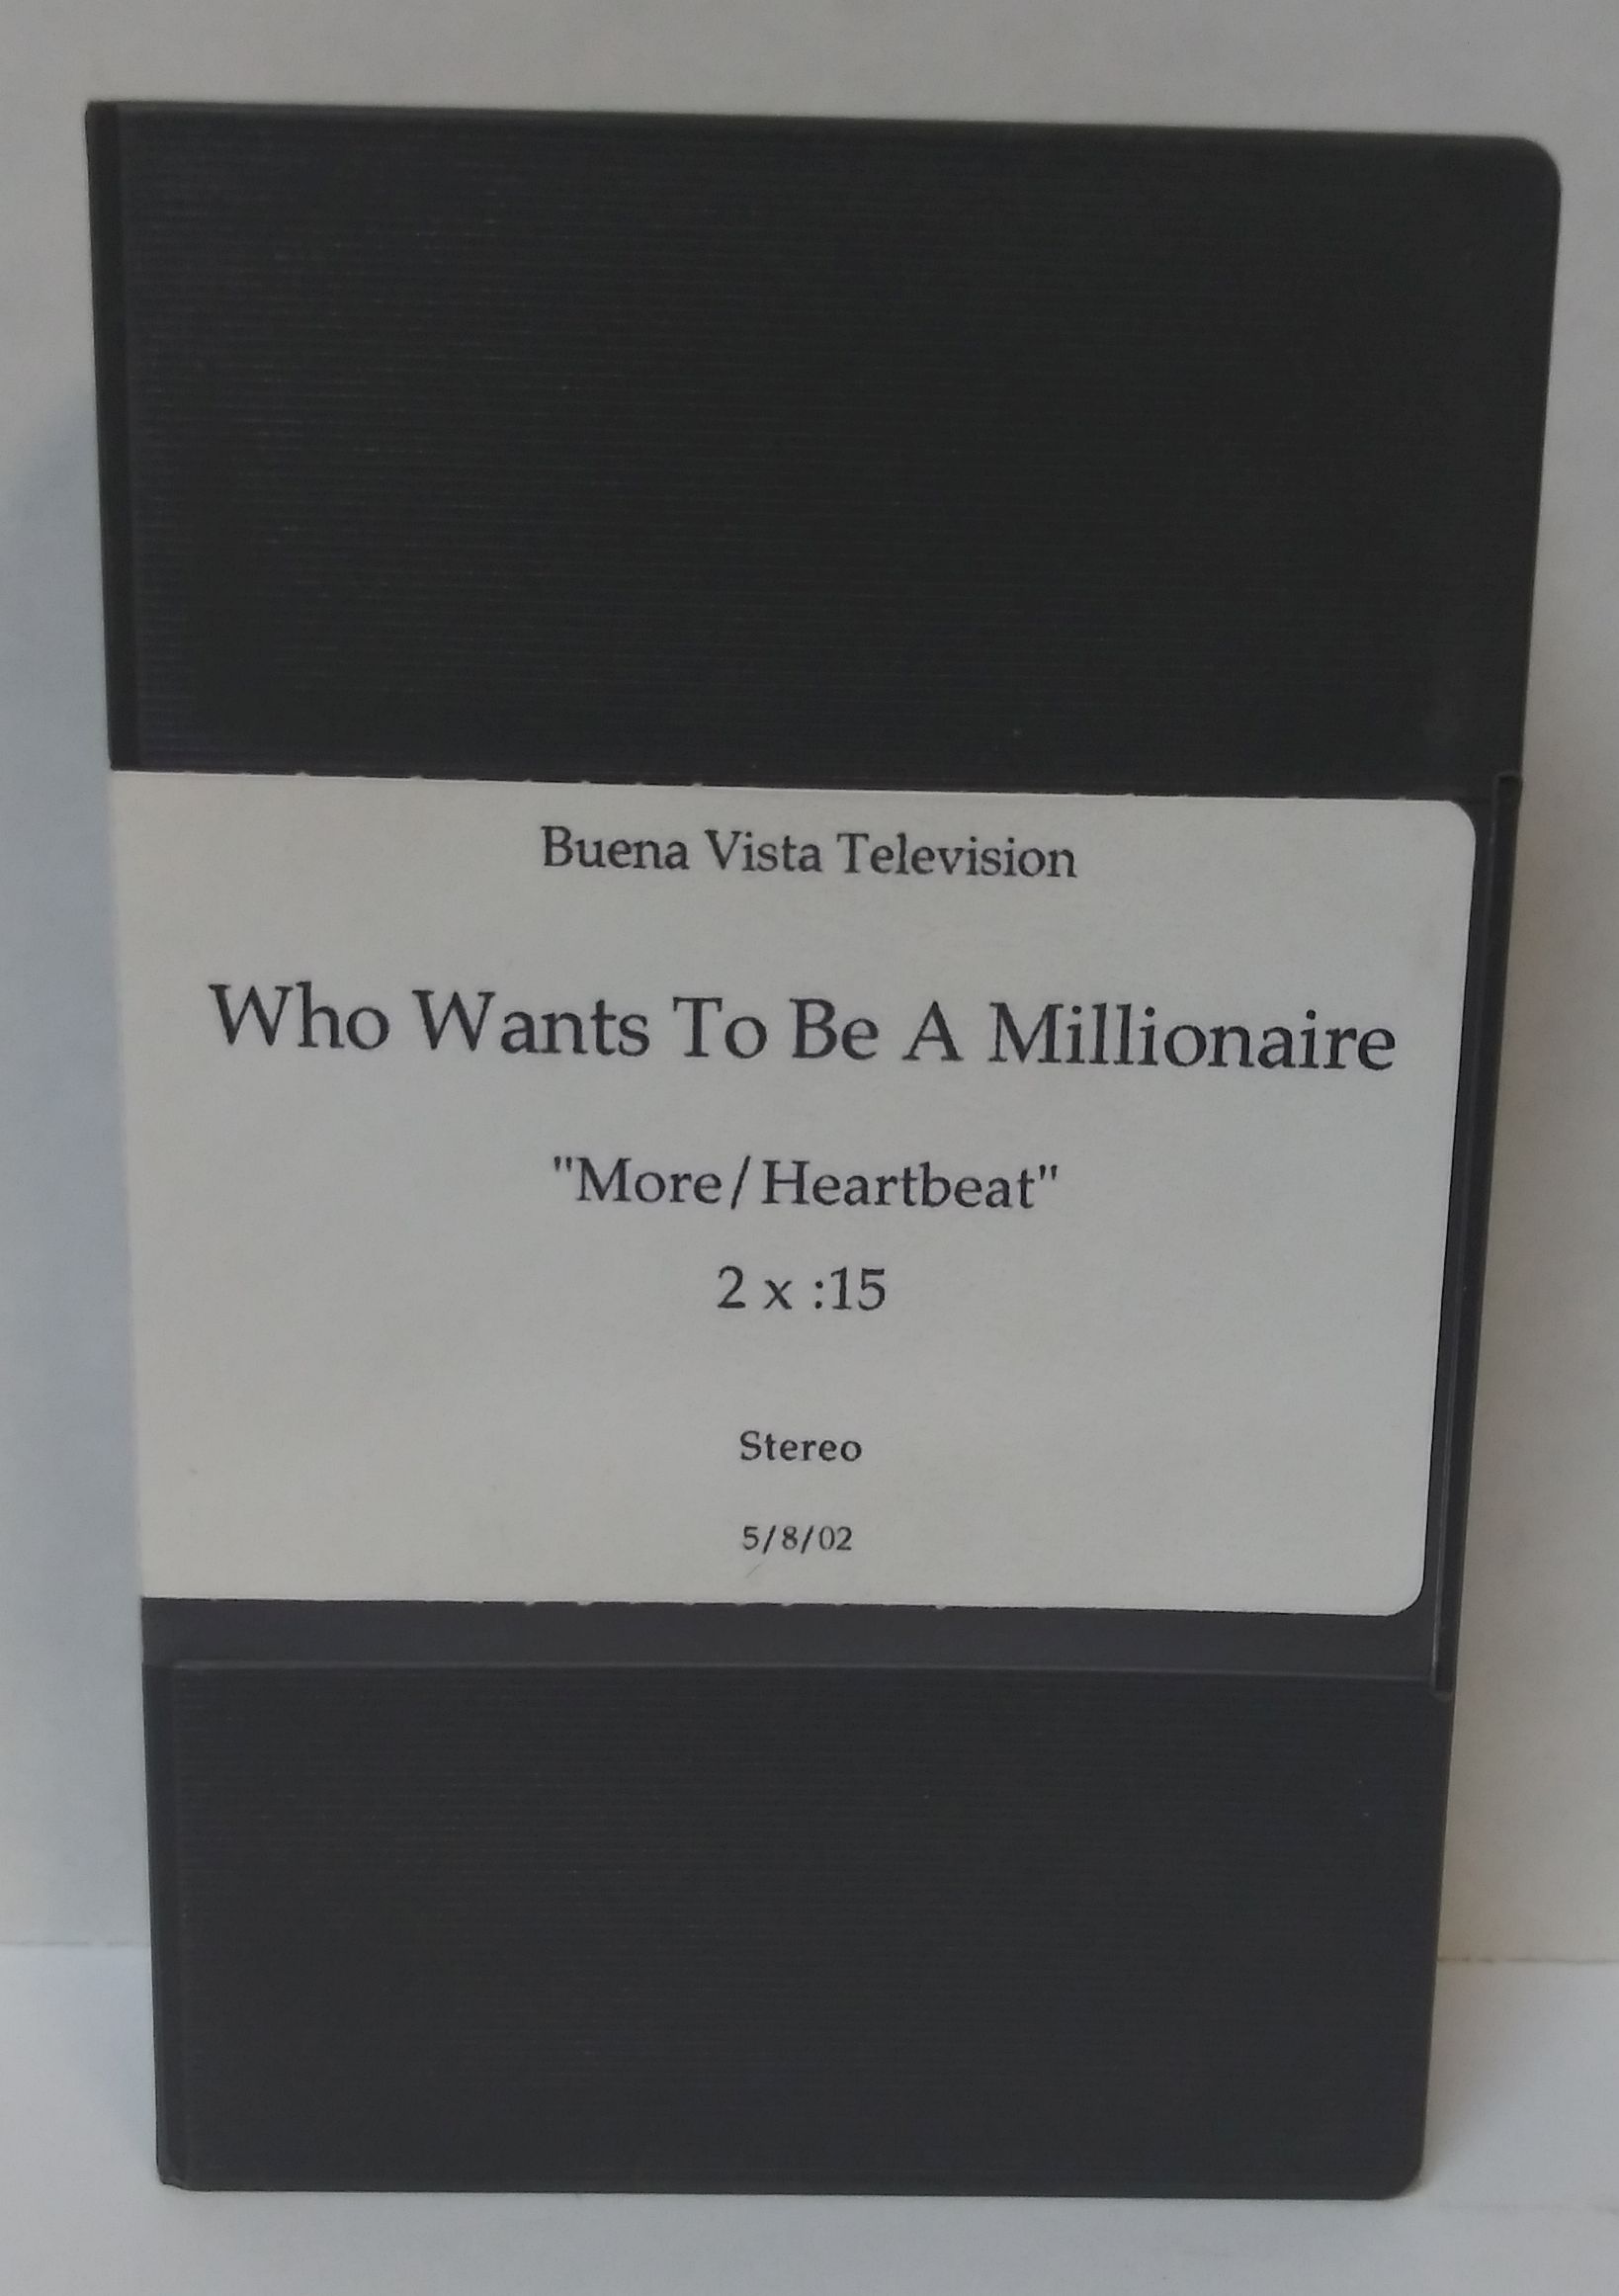 Buena Vista Television
Who Wants To Be A Millionaire
"More/Heartbeat"
2 x :15
Stereo
5/8/02